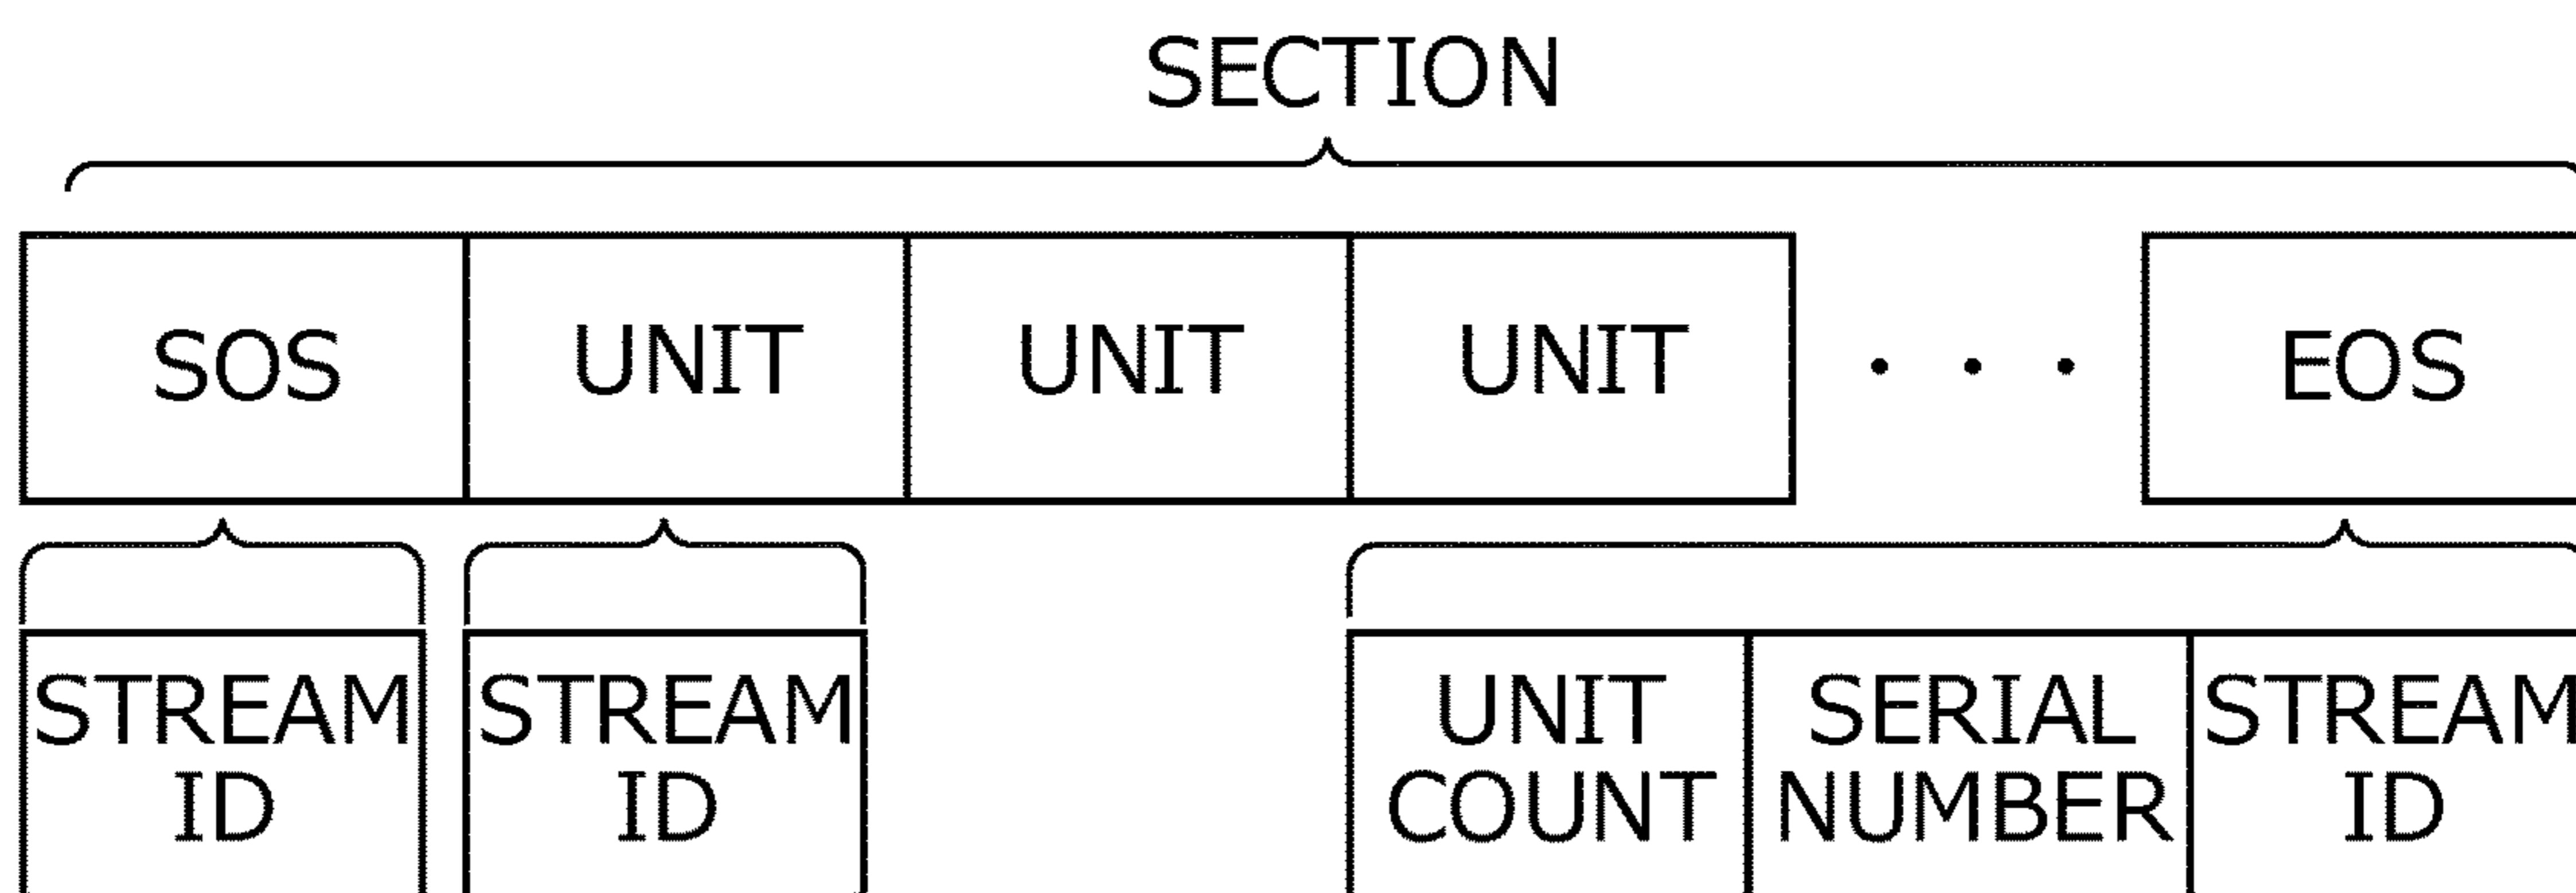 SECTION
SOS UNIT UNIT UNIT . . . EOS
STREAM ID
STREAM ID
UNIT COUNT
SERIAL NUMBER
STREAM ID